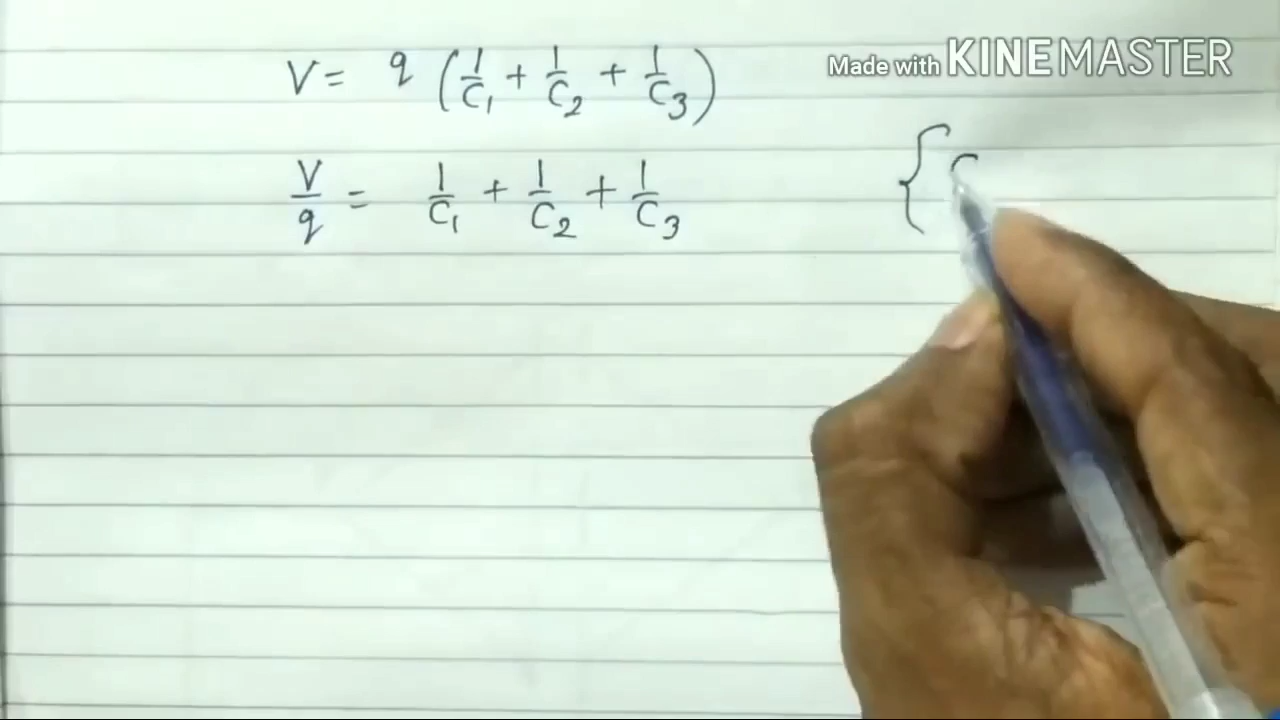 Made with KINEMASTER
V = q (1/C₁ + 1/C₂ + 1/C₃)
V/q = 1/C₁ + 1/C₂ + 1/C₃
{